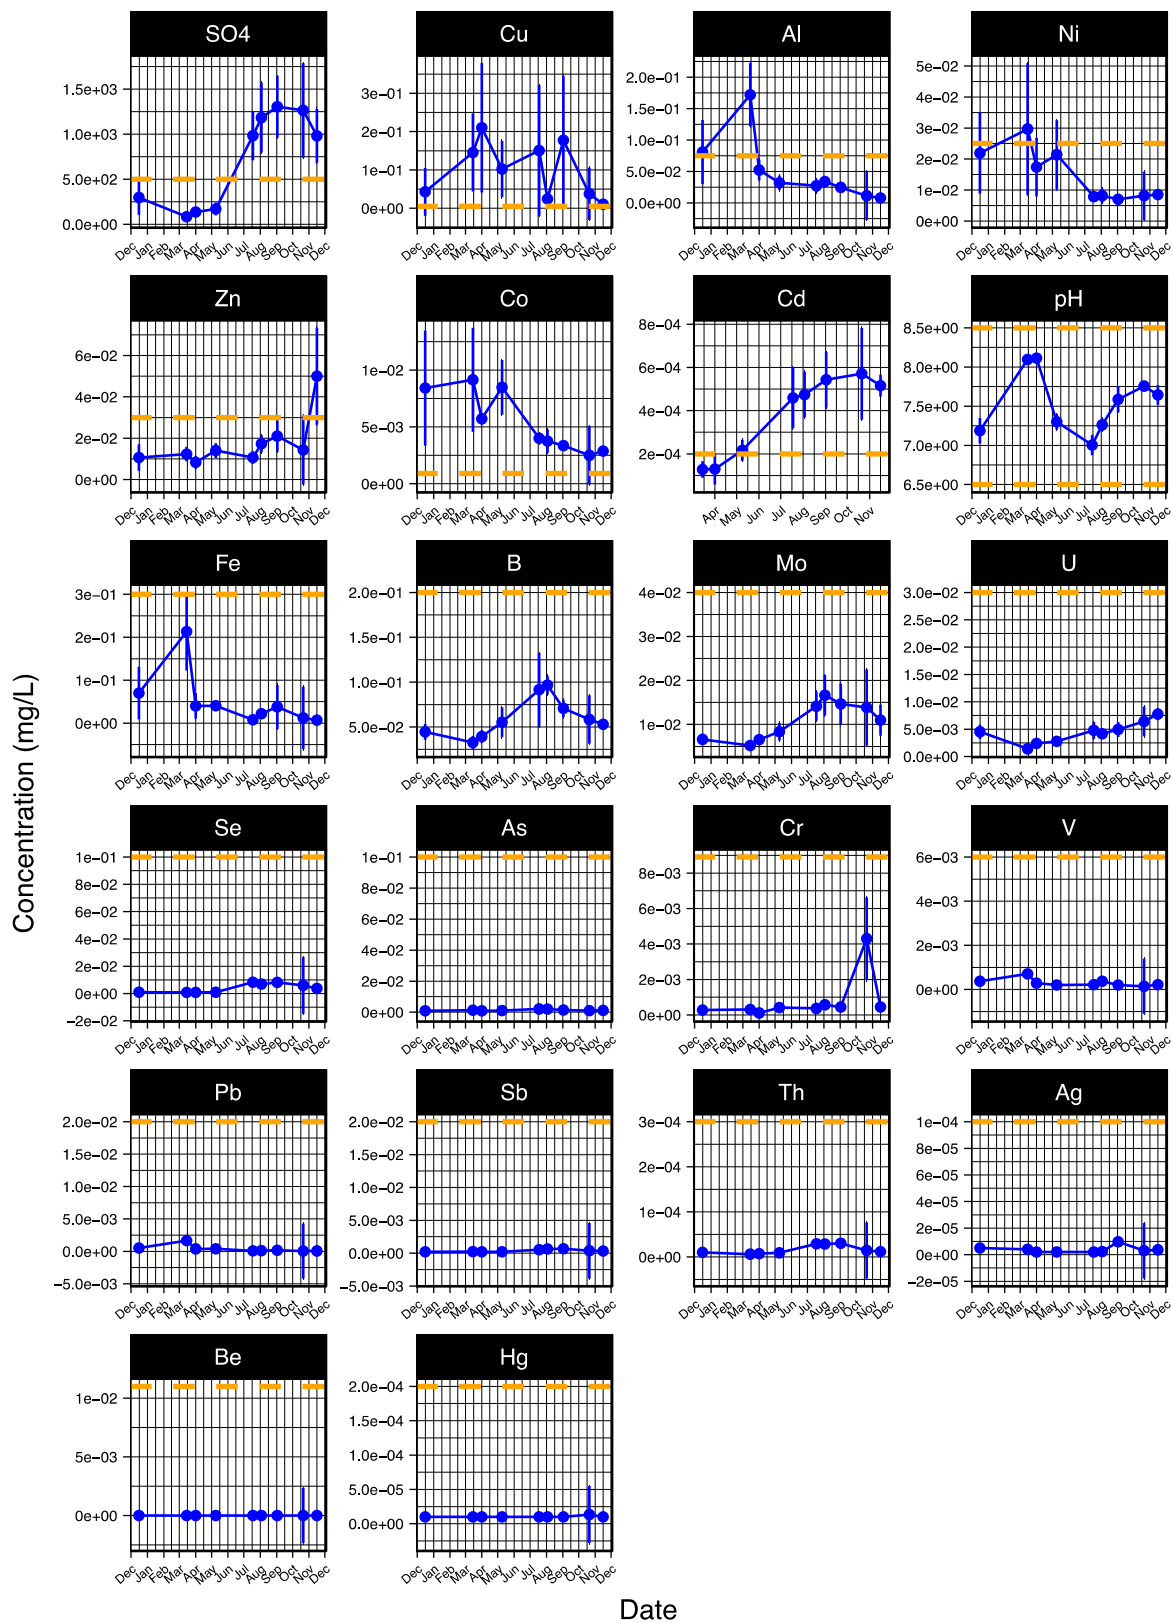 SO4 Cu Al Ni
1.5e+03
1.0e+03
5.0e+02
0.0e+00
Dec Jan Feb Mar Apr May Jun Jul Aug Sep Oct Nov Dec
3e−01
2e−01
1e−01
0e+00
Dec Jan Feb Mar Apr May Jun Jul Aug Sep Oct Nov Dec
2.0e−01
1.5e−01
1.0e−01
5.0e−02
0.0e+00
Dec Jan Feb Mar Apr May Jun Jul Aug Sep Oct Nov Dec
5e−02
4e−02
3e−02
2e−02
1e−02
0e+00
Dec Jan Feb Mar Apr May Jun Jul Aug Sep Oct Nov Dec
Zn Co Cd pH
6e−02
4e−02
2e−02
0e+00
Dec Jan Feb Mar Apr May Jun Jul Aug Sep Oct Nov Dec
1e−02
5e−03
0e+00
Dec Jan Feb Mar Apr May Jun Jul Aug Sep Oct Nov Dec
8e−04
6e−04
4e−04
2e−04
Apr May Jun Jul Aug Sep Oct Nov
8.5e+00
8.0e+00
7.5e+00
7.0e+00
6.5e+00
Dec Jan Feb Mar Apr May Jun Jul Aug Sep Oct Nov Dec
Fe B Mo U
3e−01
2e−01
1e−01
0e+00
Dec Jan Feb Mar Apr May Jun Jul Aug Sep Oct Nov Dec
2.0e−01
1.5e−01
1.0e−01
5.0e−02
Dec Jan Feb Mar Apr May Jun Jul Aug Sep Oct Nov Dec
4e−02
3e−02
2e−02
1e−02
Dec Jan Feb Mar Apr May Jun Jul Aug Sep Oct Nov Dec
3.0e−02
2.5e−02
2.0e−02
1.5e−02
1.0e−02
5.0e−03
0.0e+00
Dec Jan Feb Mar Apr May Jun Jul Aug Sep Oct Nov Dec
Concentration (mg/L)
Se As Cr V
1e−01
8e−02
6e−02
4e−02
2e−02
0e+00
−2e−02
Dec Jan Feb Mar Apr May Jun Jul Aug Sep Oct Nov Dec
1e−01
8e−02
6e−02
4e−02
2e−02
0e+00
Dec Jan Feb Mar Apr May Jun Jul Aug Sep Oct Nov Dec
8e−03
6e−03
4e−03
2e−03
0e+00
Dec Jan Feb Mar Apr May Jun Jul Aug Sep Oct Nov Dec
6e−03
4e−03
2e−03
0e+00
Dec Jan Feb Mar Apr May Jun Jul Aug Sep Oct Nov Dec
Pb Sb Th Ag
2.0e−02
1.5e−02
1.0e−02
5.0e−03
0.0e+00
−5.0e−03
Dec Jan Feb Mar Apr May Jun Jul Aug Sep Oct Nov Dec
2.0e−02
1.5e−02
1.0e−02
5.0e−03
0.0e+00
−5.0e−03
Dec Jan Feb Mar Apr May Jun Jul Aug Sep Oct Nov Dec
3e−04
2e−04
1e−04
0e+00
Dec Jan Feb Mar Apr May Jun Jul Aug Sep Oct Nov Dec
1e−04
8e−05
6e−05
4e−05
2e−05
0e+00
−2e−05
Dec Jan Feb Mar Apr May Jun Jul Aug Sep Oct Nov Dec
Be Hg
1e−02
5e−03
0e+00
Dec Jan Feb Mar Apr May Jun Jul Aug Sep Oct Nov Dec
2.0e−04
1.5e−04
1.0e−04
5.0e−05
0.0e+00
Dec Jan Feb Mar Apr May Jun Jul Aug Sep Oct Nov Dec
Date